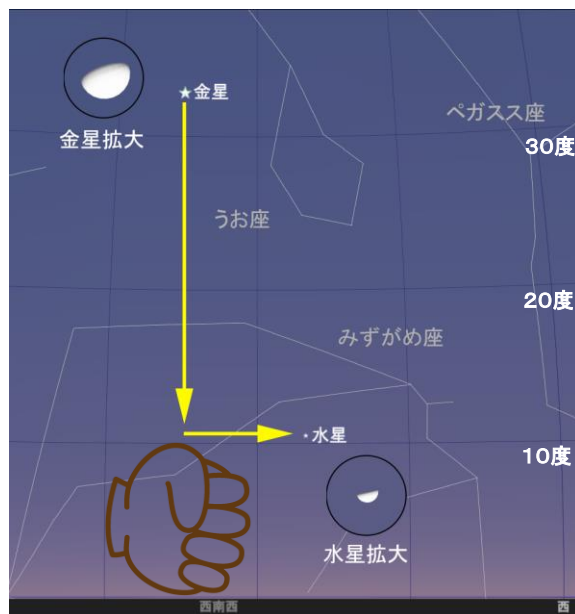 金星
金星拡大
ペガスス座
30度
うお座
20度
みずがめ座
水星
10度
水星拡大
西南西
西